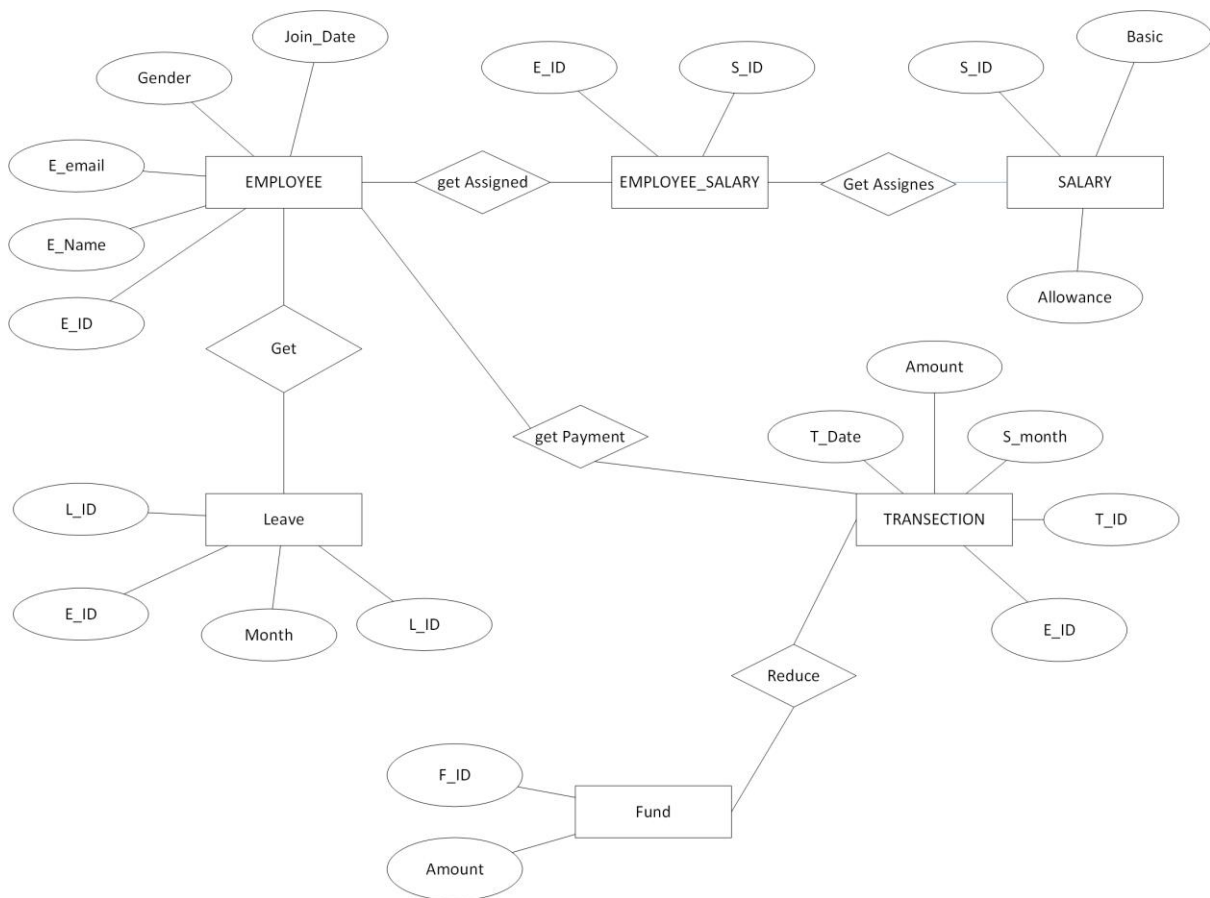 Join_Date
Basic
Gender
E_ID
S_ID
S_ID
E_email
EMPLOYEE
get Assigned
EMPLOYEE_SALARY
Get Assignes
SALARY
E_Name
E_ID
Allowance
Get
Amount
get Payment
T_Date
S_month
L_ID
Leave
TRANSECTION
T_ID
E_ID
Month
L_ID
E_ID
Reduce
F_ID
Fund
Amount